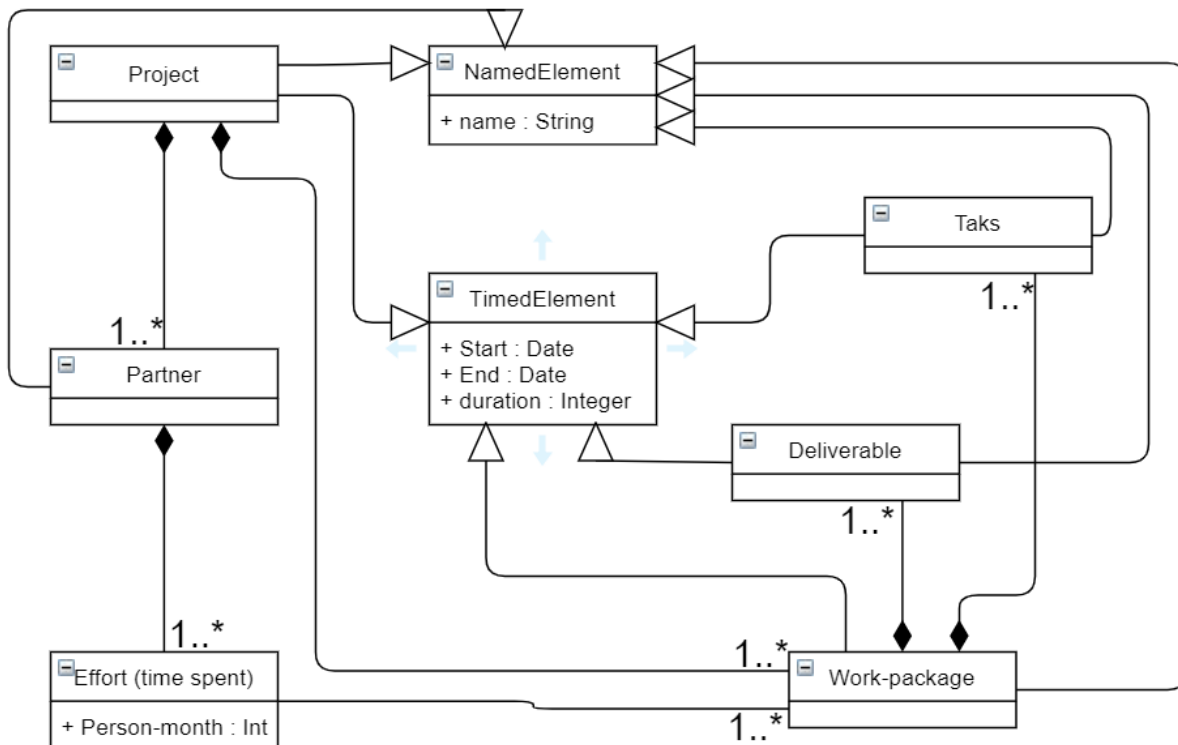 Project
NamedElement
+ name : String
Taks
1..*
TimedElement
+ Start : Date
+ End : Date
+ duration : Integer
1..*
Partner
Deliverable
1..*
1..*
Effort (time spent)
+ Person-month : Int
1..*
Work-package
1..*